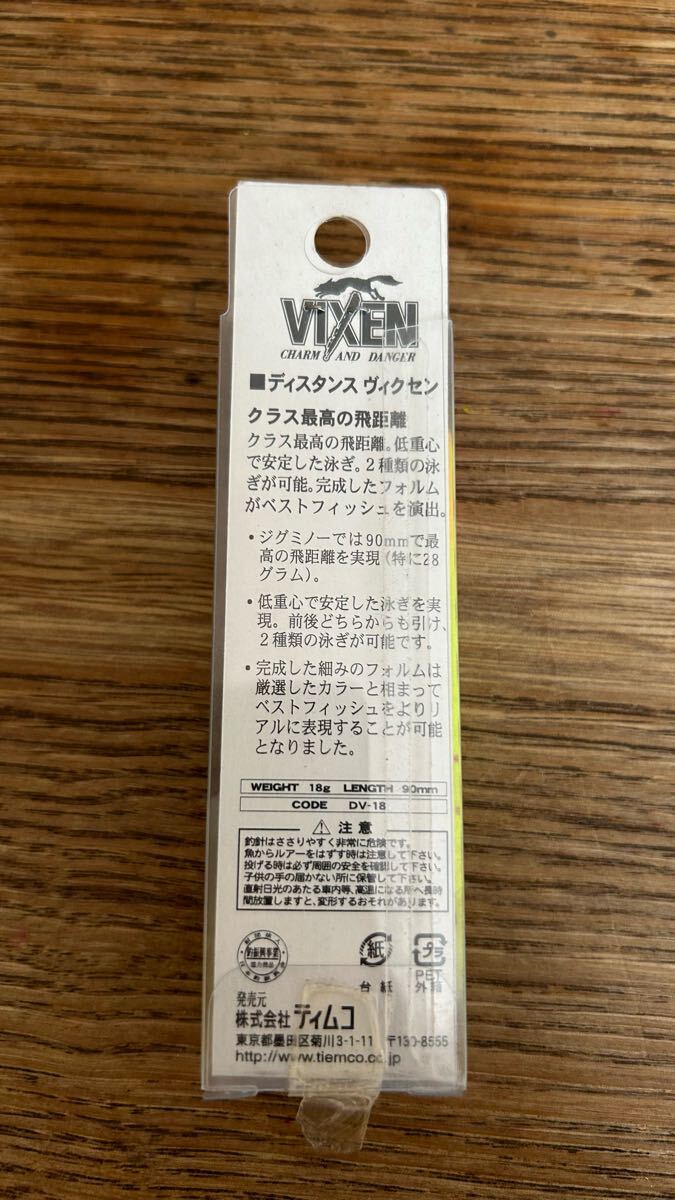 VIXEN
CHARM AND DANGER
■ディスタンス ヴィクセン
クラス最高の飛距離
クラス最高の飛距離。低重心
で安定した泳ぎ。2種類の泳
ぎが可能。完成したフォルム
がベストフィッシュを演出。
・ジグミノーでは90mmで最
高の飛距離を実現(特に28
グラム)。
・低重心で安定した泳ぎを実
現。前後どちらからも引け、
2種類の泳ぎが可能です。
・完成した細みのフォルムは
厳選したカラーと相まって
ベストフィッシュをよりリ
アルに表現することが可能
となりました。
WEIGHT 18g LENGTH 90mm
CODE DV-18
⚠ 注意
釣針はささりやすく非常に危険です。
魚からルアーをはずす時は注意して下さい。
投げる時は必ず周囲の安全を確認して下さい。
子供の手の届かない所に保管して下さい。
直射日光のあたる車内等、高温になる所へ長時
間放置しますと、変形するおそれがあります。
紙
台紙
プラ
PET
外箱
発売元
株式会社 ティムコ
東京都墨田区菊川3-1-11 〒130-8555
http://www.tiemco.co.jp